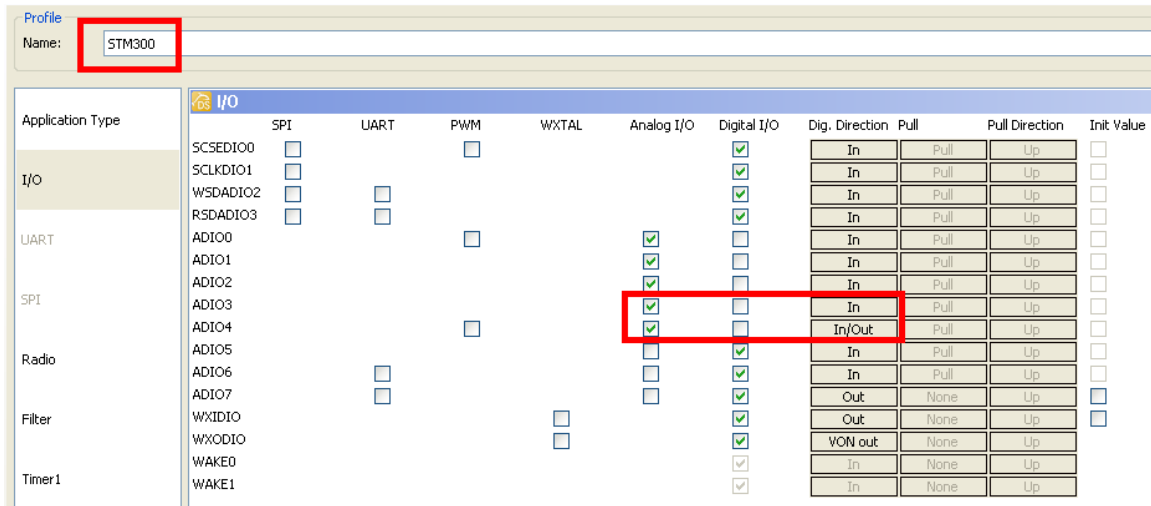 Profile
Name: STM300
I/O
Application Type
I/O
UART
SPI
Radio
Filter
Timer1
SPI UART PWM WXTAL Analog I/O Digital I/O Dig. Direction Pull Pull Direction Init Value
SCSEDIO0 In Pull Up
SCLKDIO1 In Pull Up
WSDADIO2 In Pull Up
RSDADIO3 In Pull Up
ADIO0 In Pull Up
ADIO1 In Pull Up
ADIO2 In Pull Up
ADIO3 In Pull Up
ADIO4 In/Out Pull Up
ADIO5 In Pull Up
ADIO6 In Pull Up
ADIO7 Out None Up
WXIDIO Out None Up
WXODIO VON out None Up
WAKE0 In None Up
WAKE1 In None Up